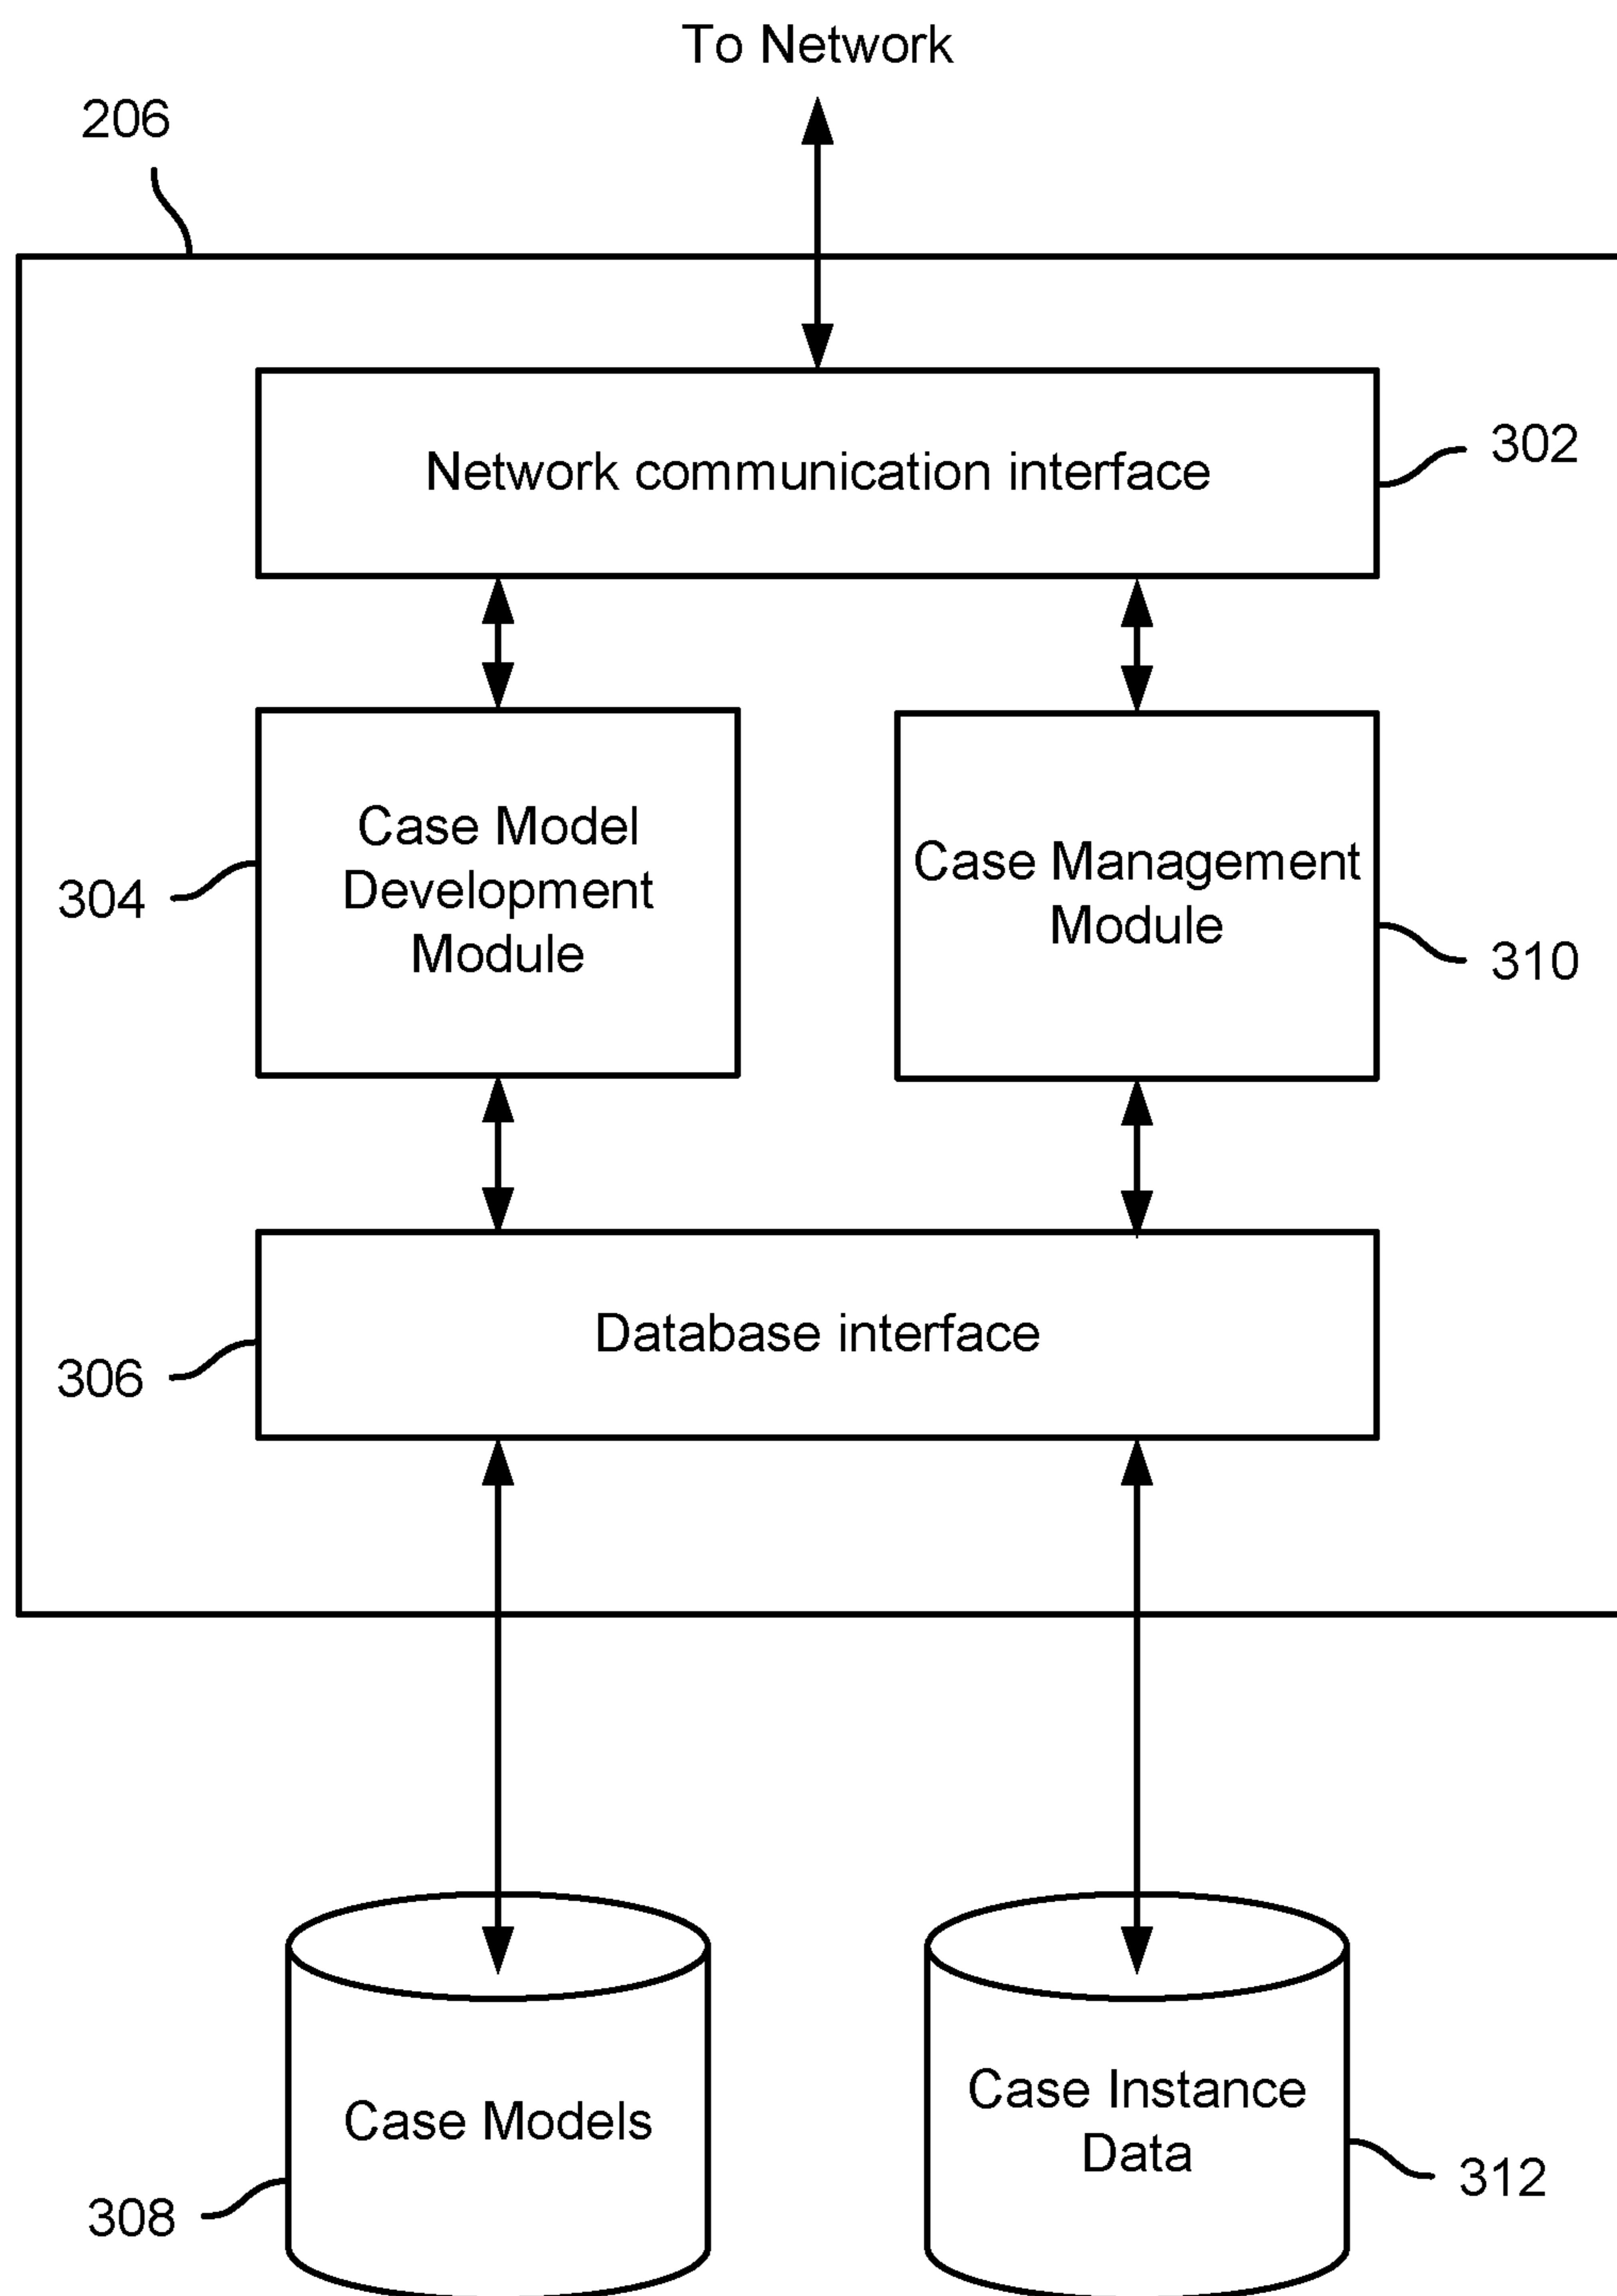 To Network
206
Network communication interface
302
Case Model
Development
Module
304
Case Management
Module
310
Database interface
306
Case Models
308
Case Instance
Data
312